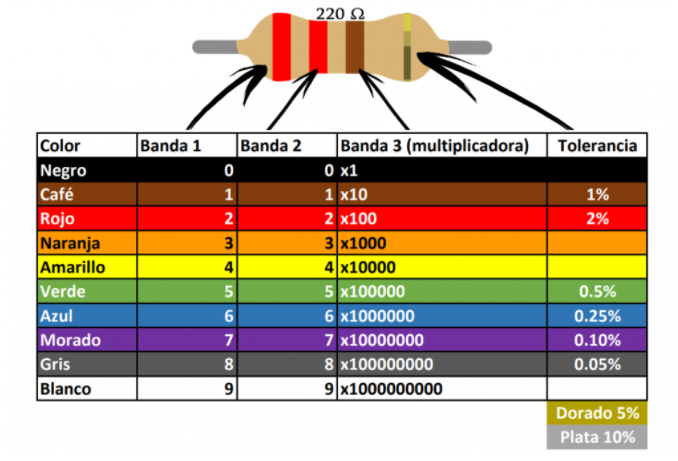 220 Ω
Color Banda 1 Banda 2 Banda 3 (multiplicadora) Tolerancia
Negro 0 0 x1
Café 1 1 x10 1%
Rojo 2 2 x100 2%
Naranja 3 3 x1000
Amarillo 4 4 x10000
Verde 5 5 x100000 0.5%
Azul 6 6 x1000000 0.25%
Morado 7 7 x10000000 0.10%
Gris 8 8 x100000000 0.05%
Blanco 9 9 x1000000000
Dorado 5%
Plata 10%